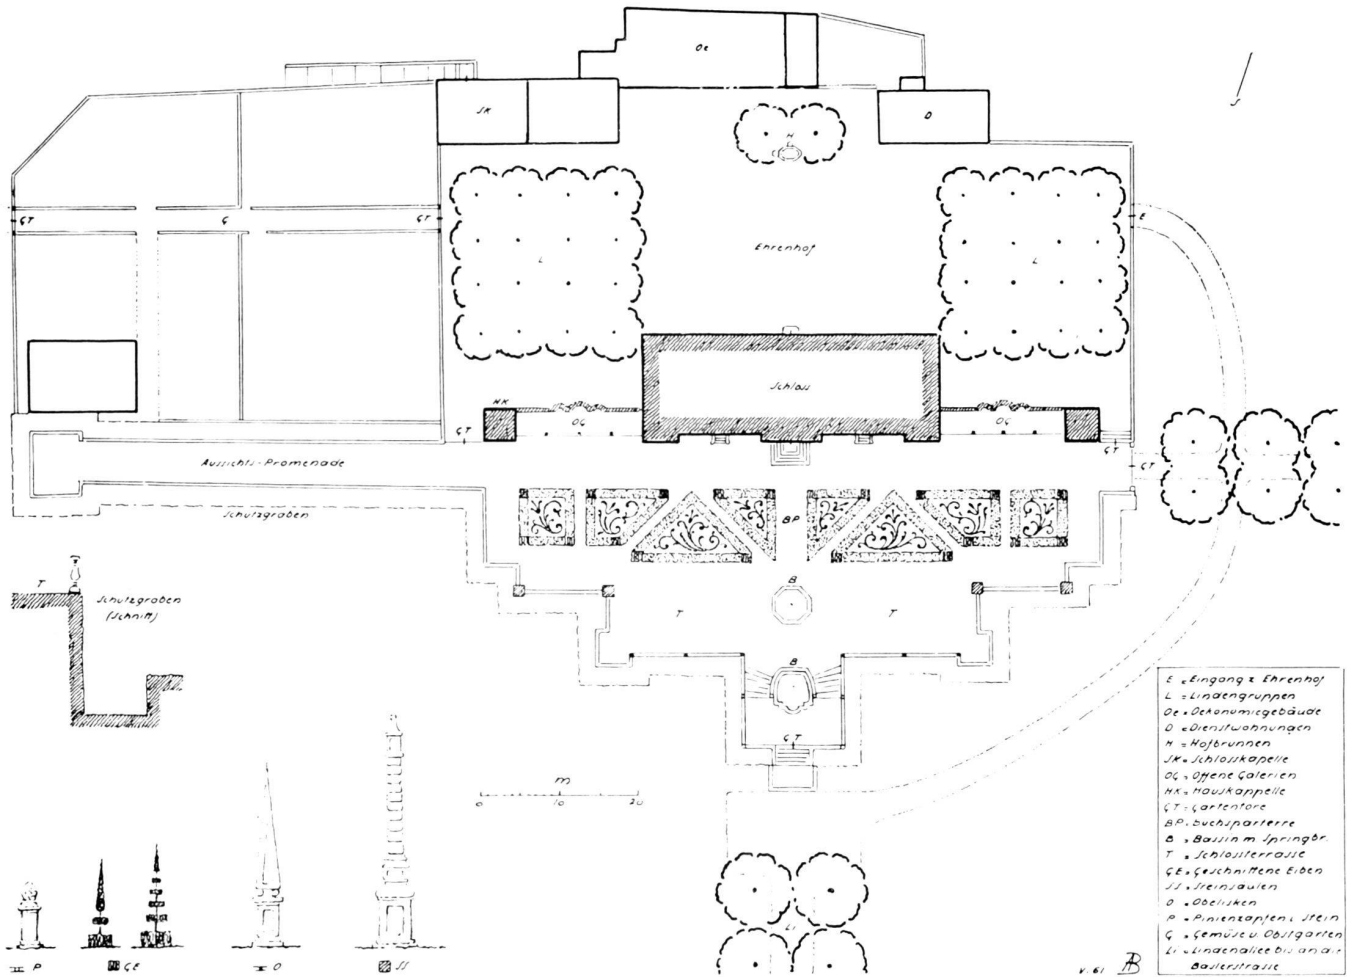 Oe
S
JK
H
D
GT
G
GT
L
Ehrenhof
L
E
Schloss
HK
OG
OG
GT
GT
GT
Aussichts-Promenade
Schutzgraben
BP
T
Schutzgraben
(Schnitt)
B
T
T
B
GT
m
0 10 20
E = Eingang z Ehrenhof
L = Lindengruppen
Oe = Oekonomiegebäude
D = Dienstwohnungen
H = Hofbrunnen
SK = Schlosskapelle
OG = Offene Galerien
HK = Hauskappelle
GT = Gartentore
BP = Buchsparterre
B = Bassin m. Springbr.
T = Schlossterrasse
GE = Geschnittene Eiben
SS = Steinsäulen
O = Obelisken
P = Pinienzapfen i. Stein
G = Gemüse u. Obstgarten
Li = Lindenallee bis an die
Baslerstrasse
Li
P
GE
O
SS
V. 61